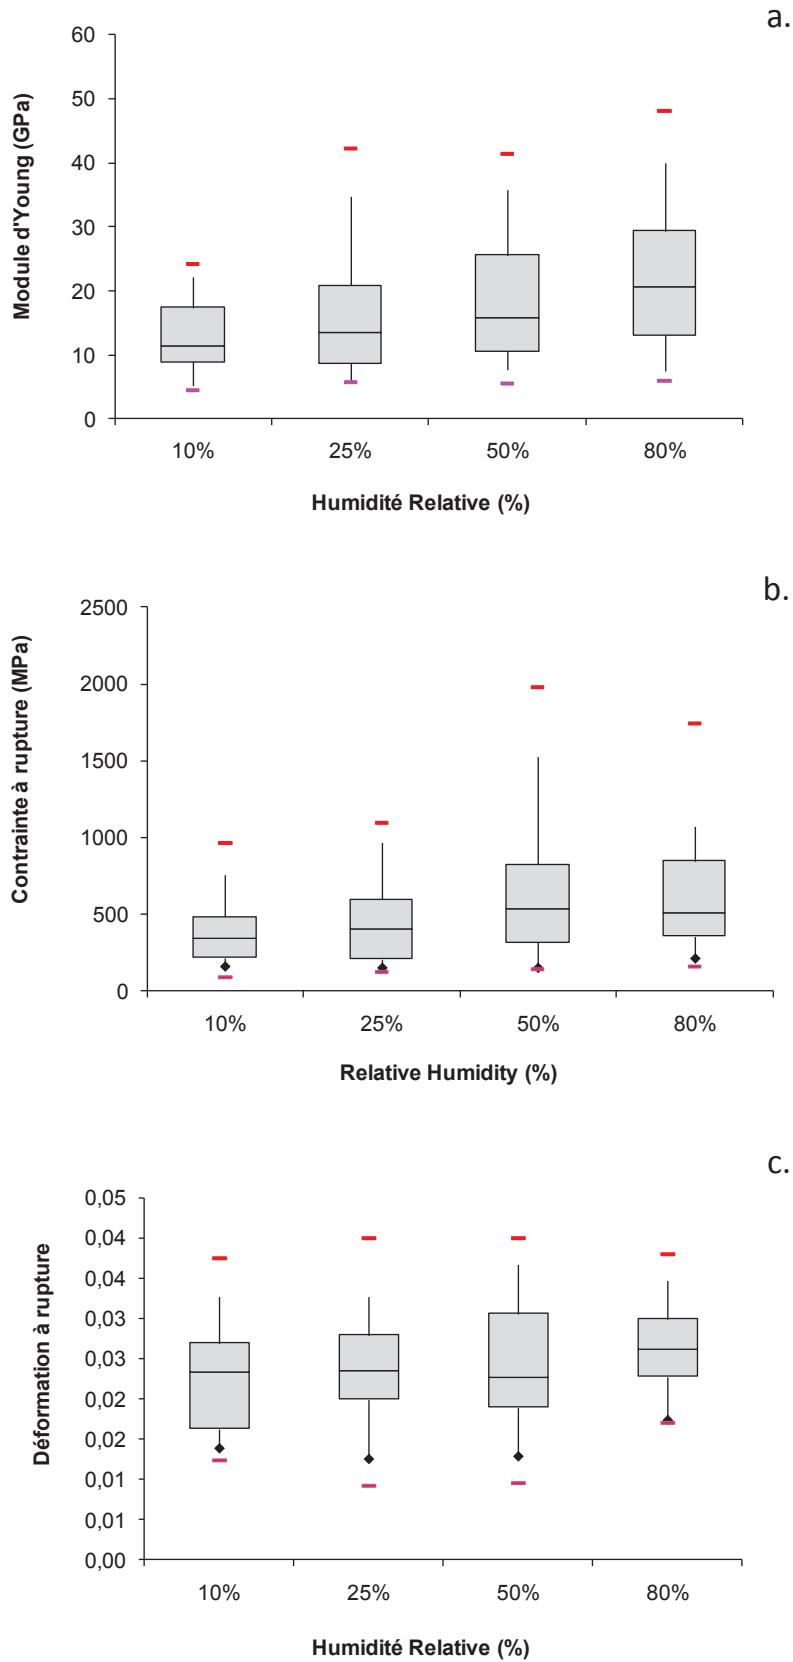 a.
60
50
40
30
20
10
0
Module d'Young (GPa)
10% 25% 50% 80%
Humidité Relative (%)
b.
2500
2000
1500
1000
500
0
Contrainte à rupture (MPa)
10% 25% 50% 80%
Relative Humidity (%)
c.
0,05
0,04
0,04
0,03
0,03
0,02
0,02
0,01
0,01
0,00
Déformation à rupture
10% 25% 50% 80%
Humidité Relative (%)